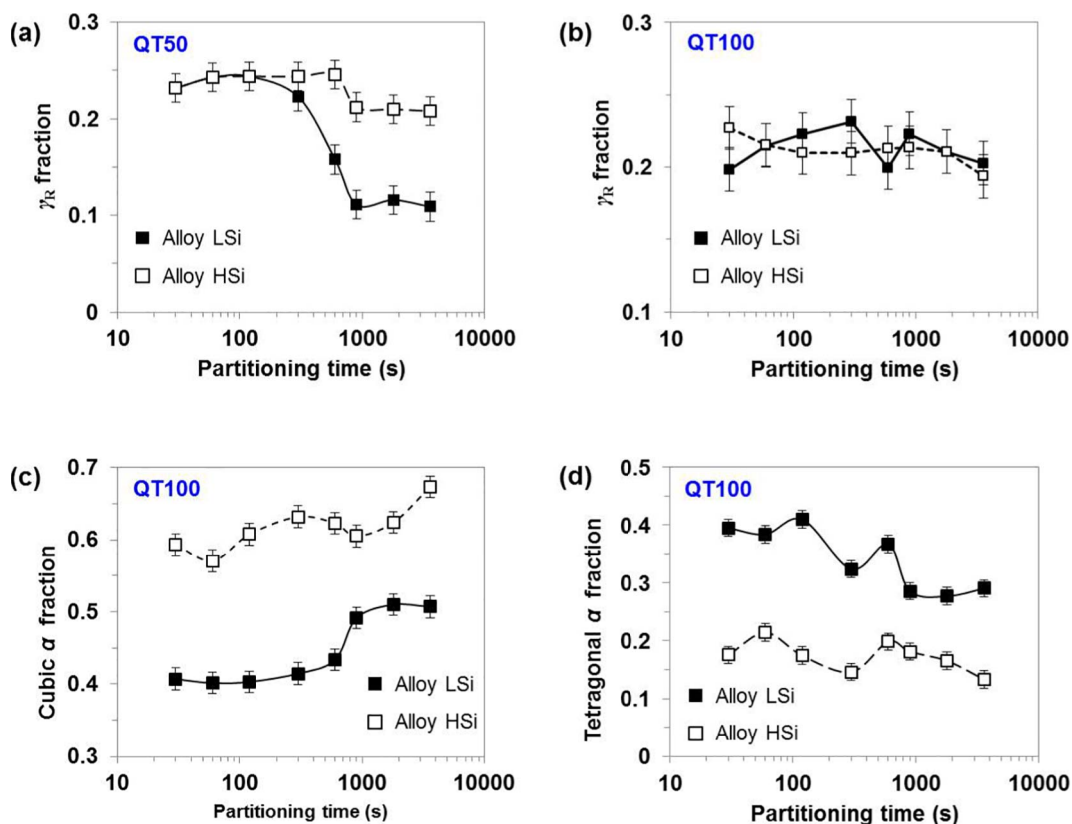 (a)
QT50
0.3
0.2
0.1
0
γR fraction
Alloy LSi
Alloy HSi
10
100
1000
10000
Partitioning time (s)
(b)
QT100
0.3
0.2
0.1
γR fraction
Alloy LSi
Alloy HSi
10
100
1000
10000
Partitioning time (s)
(c)
QT100
0.7
0.6
0.5
0.4
0.3
Cubic α fraction
Alloy LSi
Alloy HSi
10
100
1000
10000
Partitioning time (s)
(d)
QT100
0.5
0.4
0.3
0.2
0.1
0
Tetragonal α fraction
Alloy LSi
Alloy HSi
10
100
1000
10000
Partitioning time (s)